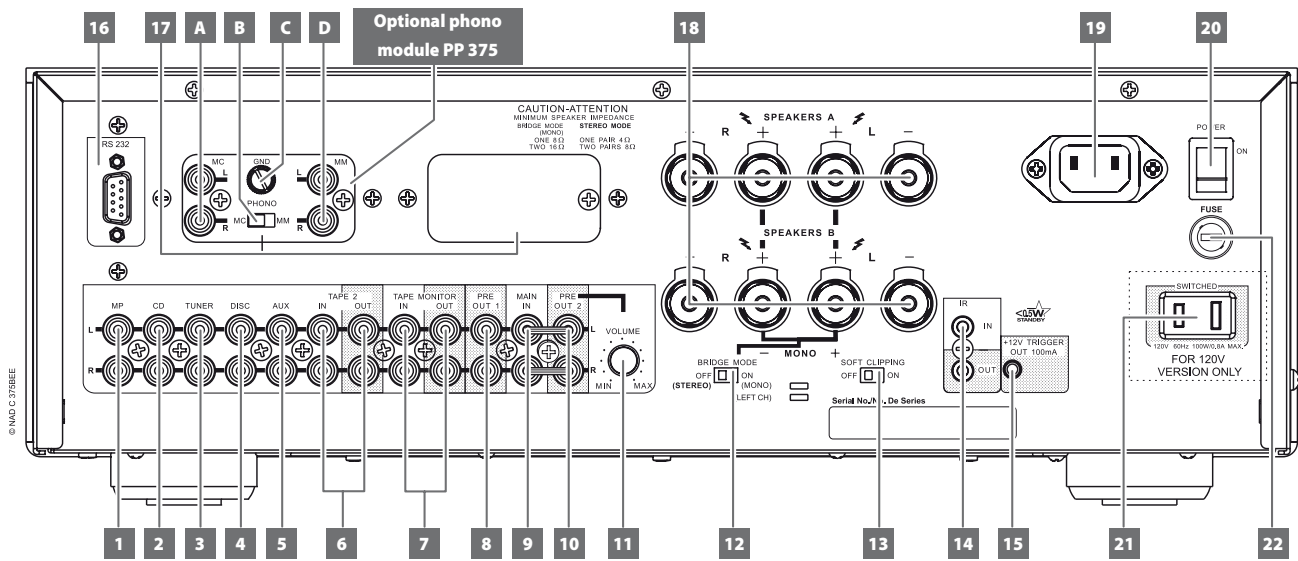 16
17
A
B
C
D
Optional phono
module PP 375
18
19
20
CAUTION-ATTENTION
MINIMUM SPEAKER IMPEDANCE
BRIDGE MODE STEREO MODE
(MONO)
ONE 8Ω ONE PAIR 4Ω
TWO 16Ω TWO PAIRS 8Ω
RS 232
MC
GND
MM
L
L
PHONO
MC
MM
R
R
SPEAKERS A
– R + + L –
SPEAKERS B
– R + + L –
– MONO +
POWER
ON
FUSE
SWITCHED
120V 60Hz 100W/0,8A MAX,
FOR 120V
VERSION ONLY
MP
CD
TUNER
DISC
AUX
TAPE 2
IN OUT
TAPE MONITOR
IN OUT
PRE
OUT 1
MAIN
IN
PRE
OUT 2
L
L
R
R
VOLUME
MIN MAX
BRIDGE MODE
OFF ON
(STEREO) (MONO)
LEFT CH)
SOFT CLIPPING
OFF ON
IR
IN
OUT
<0.5W
STANDBY
+12V TRIGGER
OUT 100mA
Serial No./No. De Series
© NAD C 375BEE
1
2
3
4
5
6
7
8
9
10
11
12
13
14
15
21
22